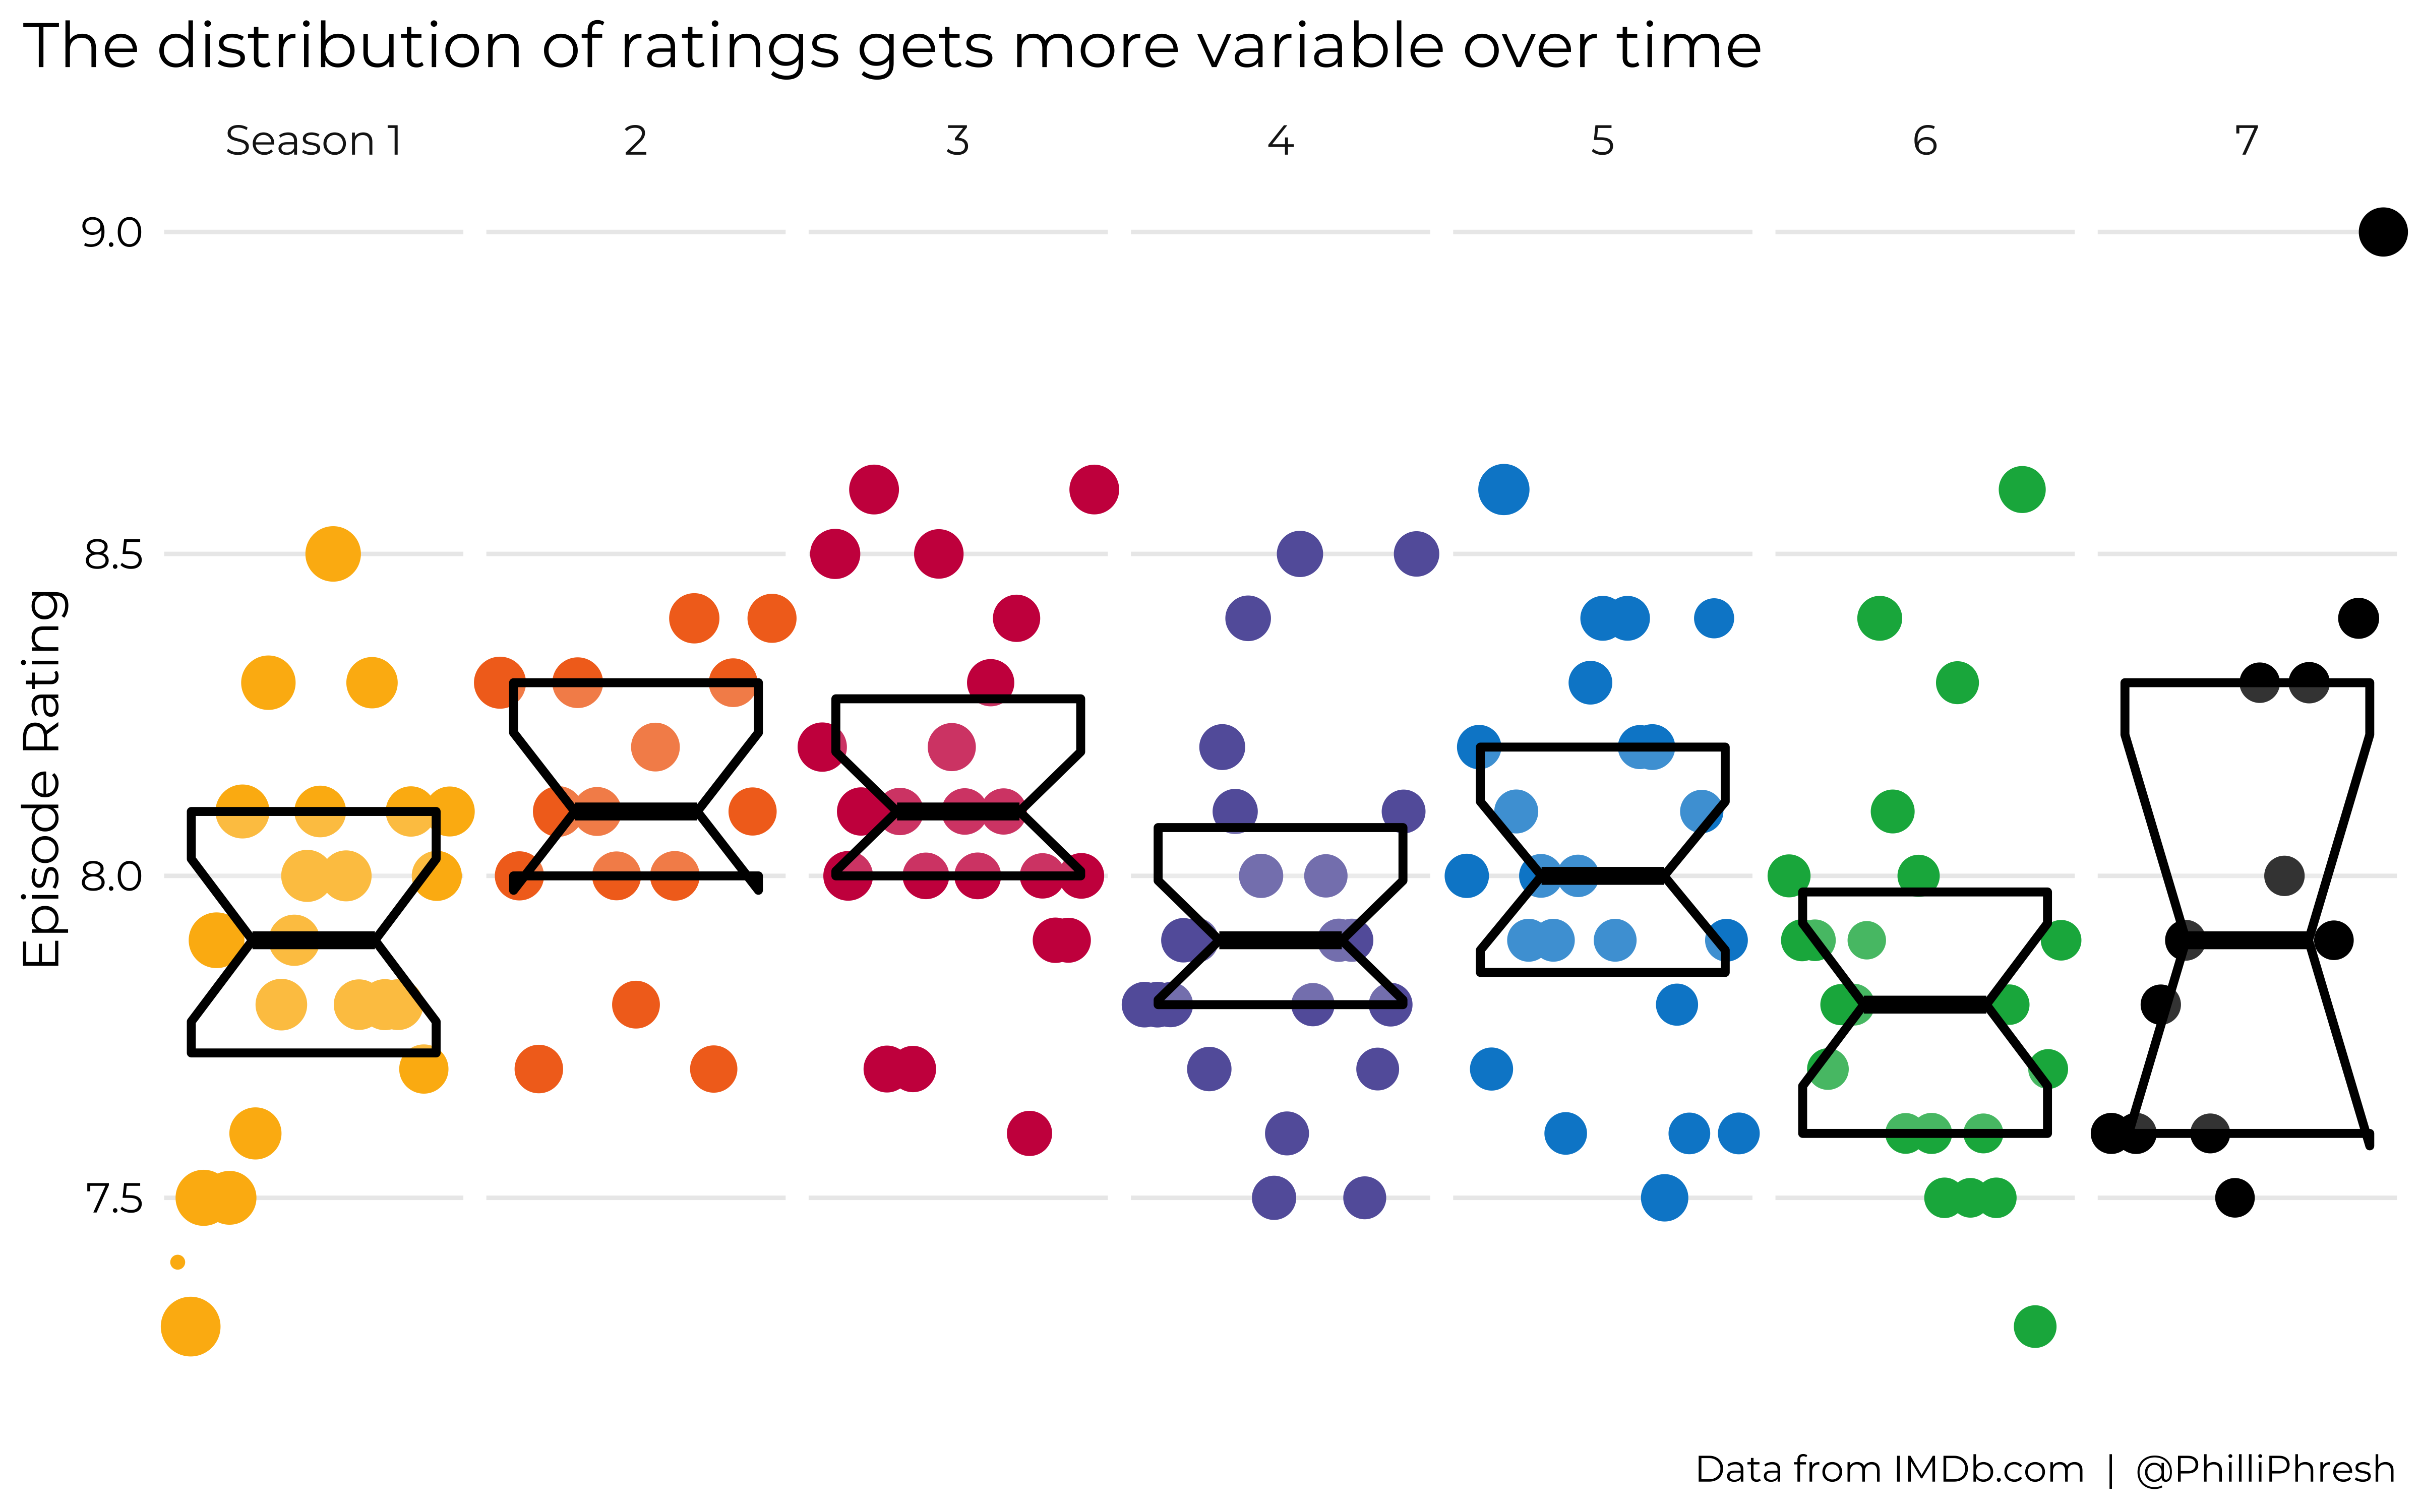 The distribution of ratings gets more variable over time
Season 1 2 3 4 5 6 7
9.0
8.5
8.0
7.5
Episode Rating
Data from IMDb.com | @PhilliPhresh